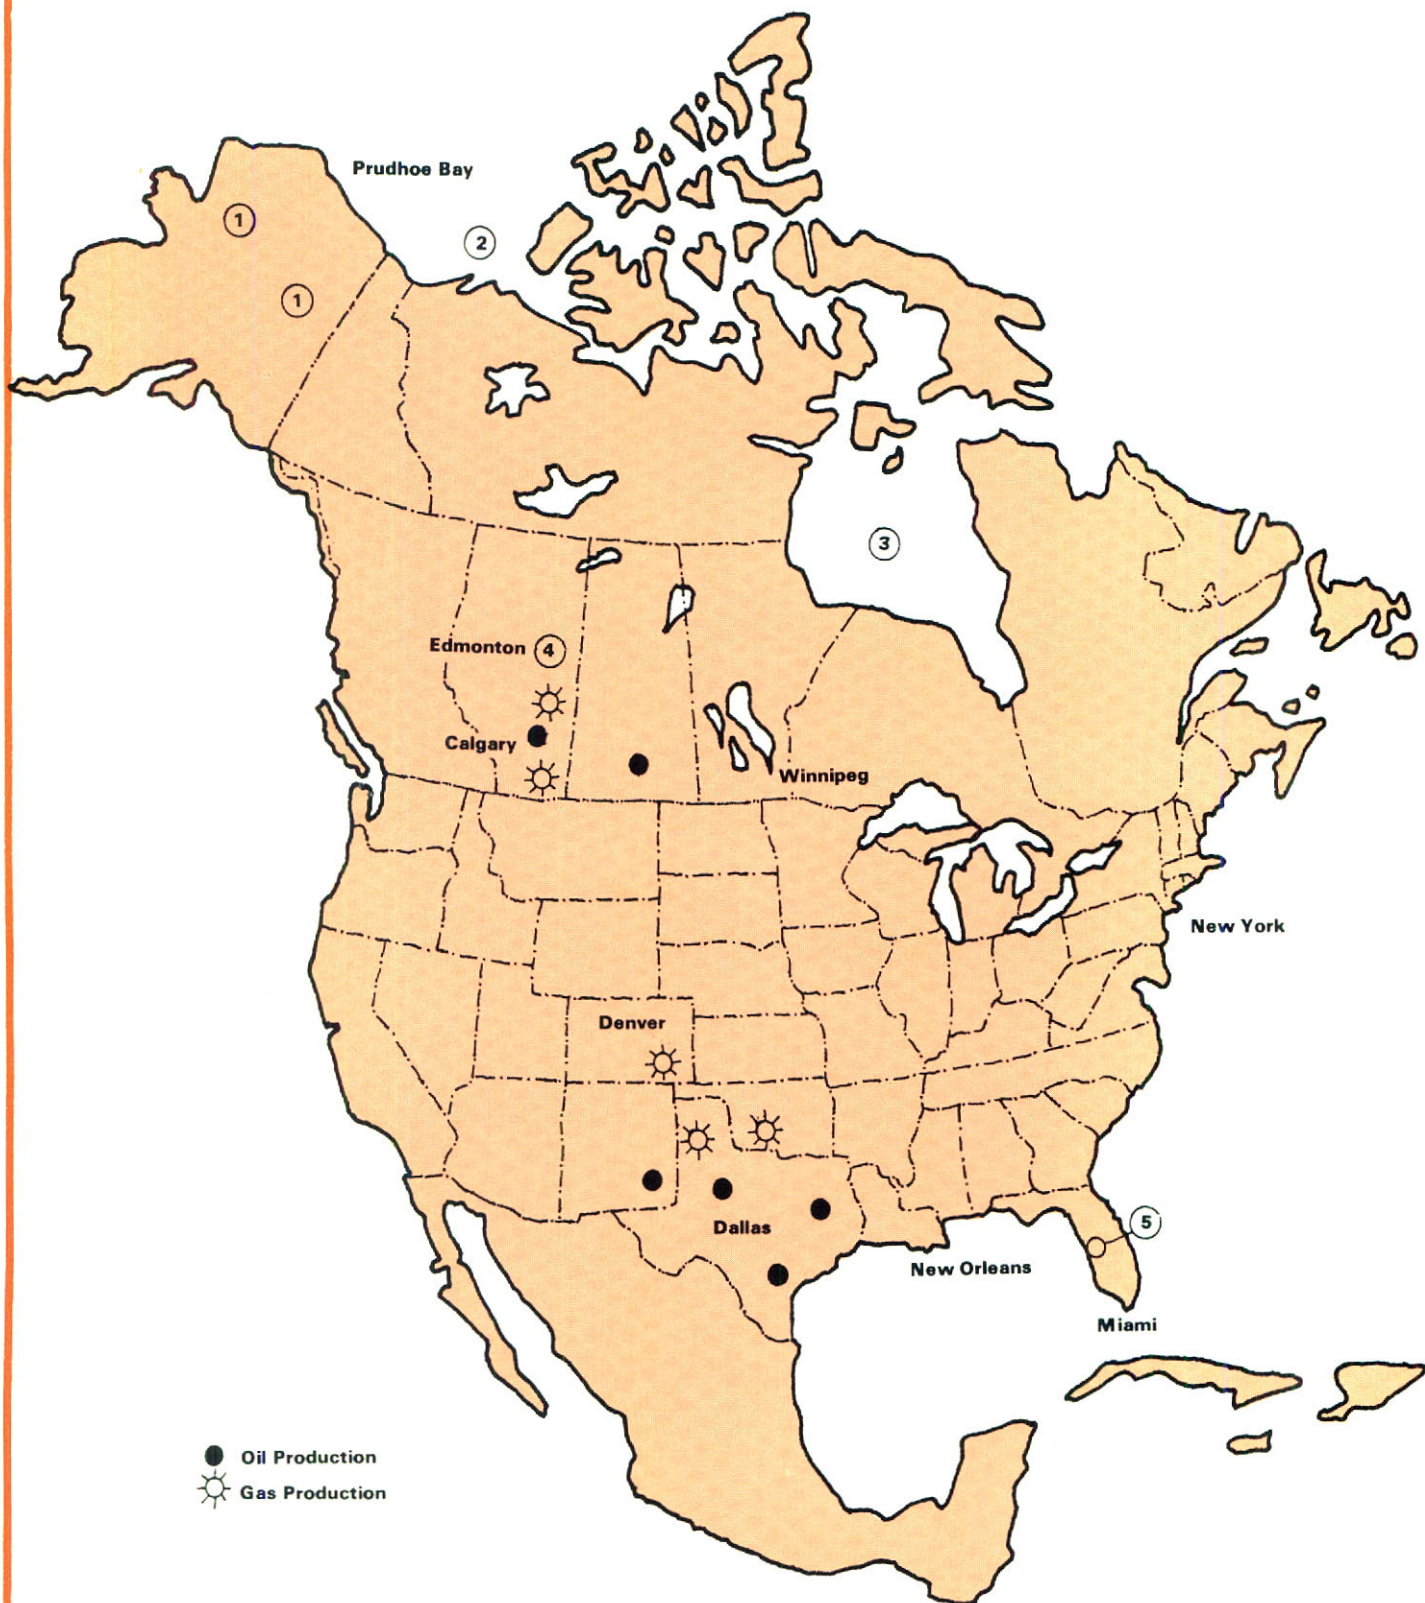 Prudhoe Bay
1
2
1
3
Edmonton 4
Calgary
Winnipeg
New York
Denver
Dallas
5
New Orleans
Miami
Oil Production
Gas Production